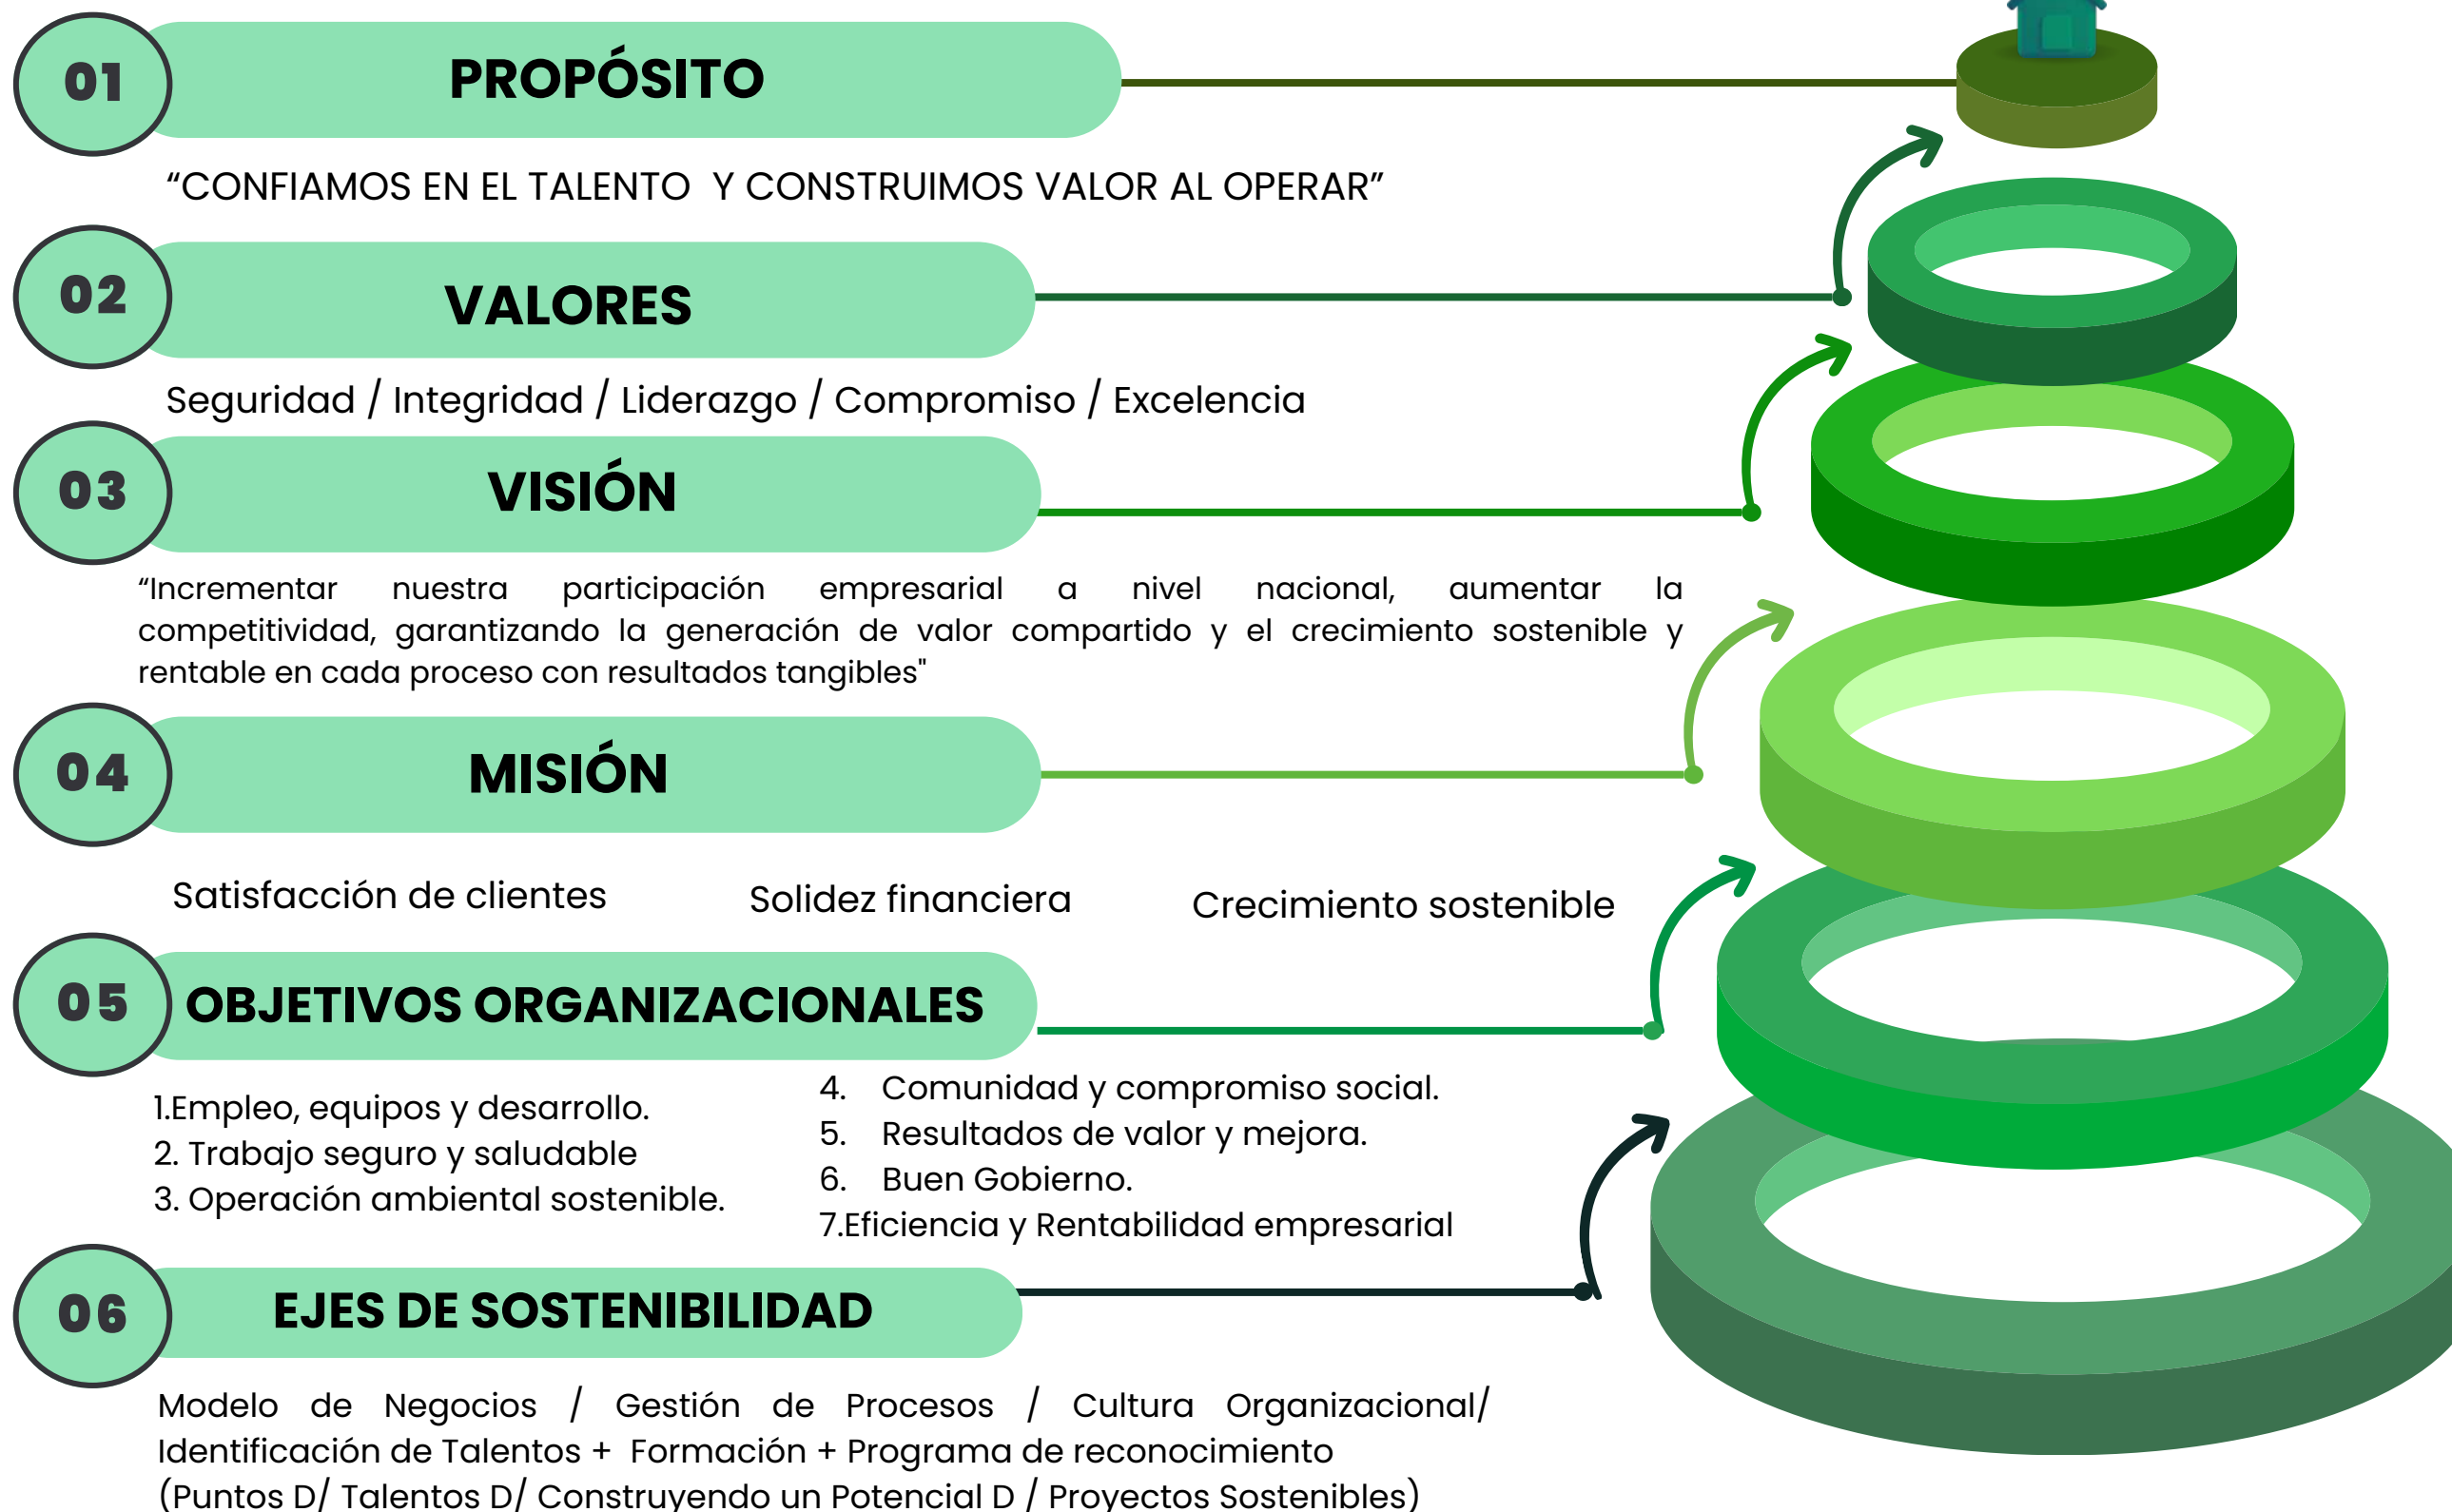 01
PROPÓSITO
“CONFIAMOS EN EL TALENTO Y CONSTRUIMOS VALOR AL OPERAR”
02
VALORES
Seguridad / Integridad / Liderazgo / Compromiso / Excelencia
03
VISIÓN
“Incrementar nuestra participación empresarial a nivel nacional, aumentar la
competitividad, garantizando la generación de valor compartido y el crecimiento sostenible y
rentable en cada proceso con resultados tangibles"
04
MISIÓN
Satisfacción de clientes
Solidez financiera
Crecimiento sostenible
05
OBJETIVOS ORGANIZACIONALES
1.Empleo, equipos y desarrollo.
2. Trabajo seguro y saludable
3. Operación ambiental sostenible.
4. Comunidad y compromiso social.
5. Resultados de valor y mejora.
6. Buen Gobierno.
7.Eficiencia y Rentabilidad empresarial
06
EJES DE SOSTENIBILIDAD
Modelo de Negocios / Gestión de Procesos / Cultura Organizacional/
Identificación de Talentos + Formación + Programa de reconocimiento
(Puntos D/ Talentos D/ Construyendo un Potencial D / Proyectos Sostenibles)